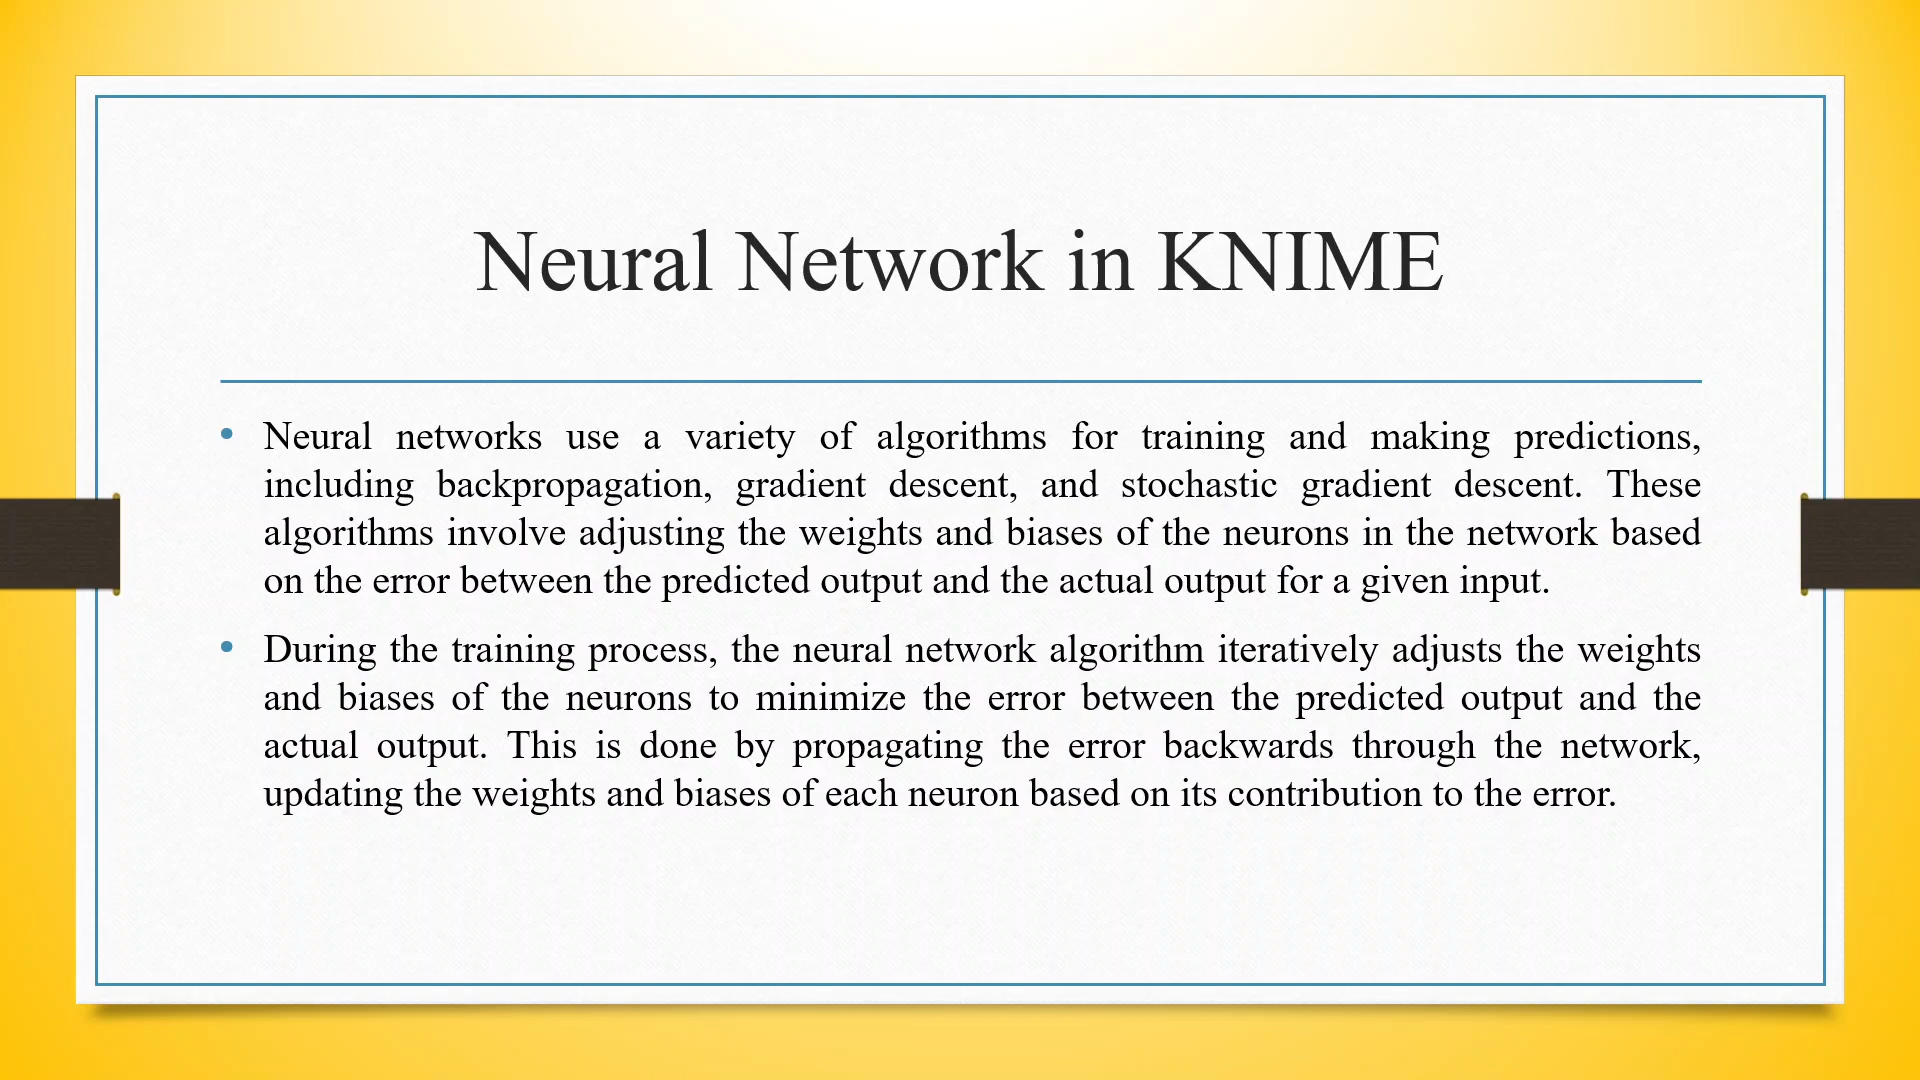 Neural Network in KNIME
• Neural networks use a variety of algorithms for training and making predictions,
including backpropagation, gradient descent, and stochastic gradient descent. These
algorithms involve adjusting the weights and biases of the neurons in the network based
on the error between the predicted output and the actual output for a given input.
• During the training process, the neural network algorithm iteratively adjusts the weights
and biases of the neurons to minimize the error between the predicted output and the
actual output. This is done by propagating the error backwards through the network,
updating the weights and biases of each neuron based on its contribution to the error.